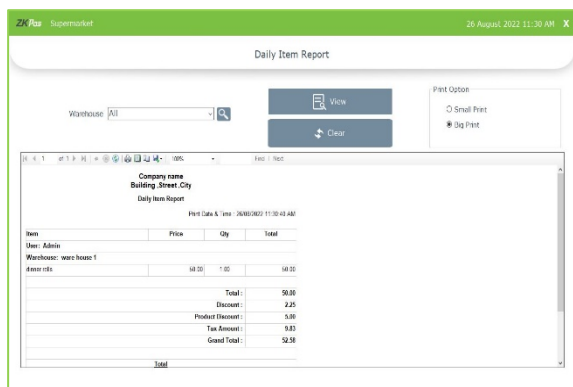 ZKPos Supermarket 26 August 2022 11:30 AM X
Daily Item Report
Warehouse All
View
Clear
Print Option
Small Print
Big Print
1 of 1 100% Find | Next
Company name
Building ,Street ,City
Daily Item Report
Print Date & Time : 26/08/2022 11:30:40 AM
Item Price Qty Total
User: Admin
Warehouse: ware house 1
dinner rolls 50.00 1.00 50.00
Total : 50.00
Discount : 2.25
Product Discount : 5.00
Tax Amount : 9.83
Grand Total : 52.58
Total